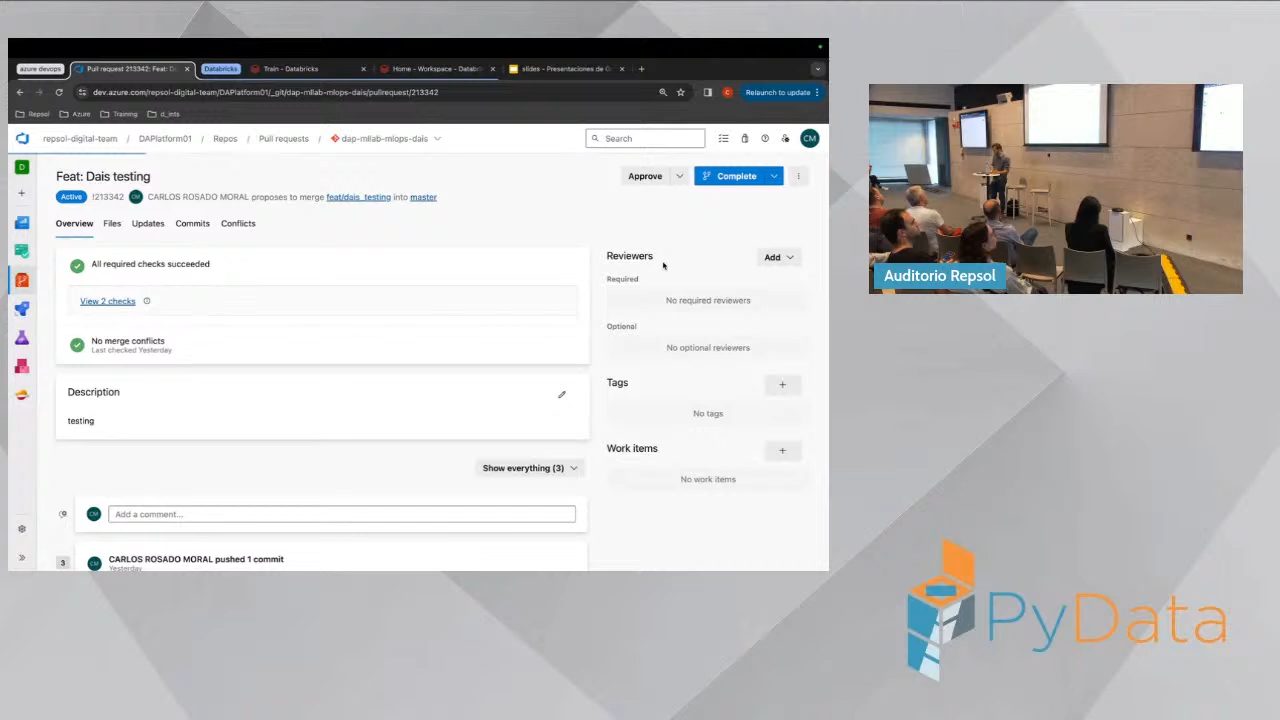 azure devops
Pull request 213342: Feat: Da
Databricks
Train - Databricks
Home - Workspace - Databri
slides - Presentaciones de G
dev.azure.com/repsol-digital-team/DAPlatform01/_git/dap-mllab-mlops-dais/pullrequest/213342
Relaunch to update
Repsol
Azure
Training
d_ints
repsol-digital-team / DAPlatform01 / Repos / Pull requests / dap-mllab-mlops-dais
Search
CM
D
Feat: Dais testing
Approve
Complete
Active !213342 CM CARLOS ROSADO MORAL proposes to merge feat/dais_testing into master
Overview Files Updates Commits Conflicts
All required checks succeeded
View 2 checks
No merge conflicts
Last checked Yesterday
Reviewers
Add
Required
No required reviewers
Optional
No optional reviewers
Description
testing
Tags
No tags
Work items
No work items
Show everything (3)
CM
Add a comment...
3
CM
CARLOS ROSADO MORAL pushed 1 commit
Yesterday
Auditorio Repsol
PyData